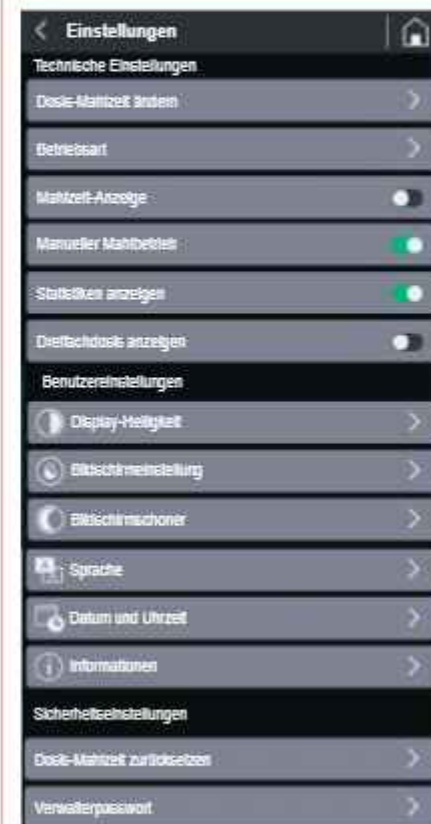 Einstellungen
Technische Einstellungen
Dosis-Mahlzeit ändern
Betriebsart
Mahlzeit-Anzeige
Manueller Mahlbetrieb
Statistiken anzeigen
Dreifachdosis anzeigen
Benutzereinstellungen
Display-Helligkeit
Bildschirmeinstellung
Bildschirmschoner
Sprache
Datum und Uhrzeit
Informationen
Sicherheitseinstellungen
Dosis-Mahlzeit zurücksetzen
Verwalterpasswort